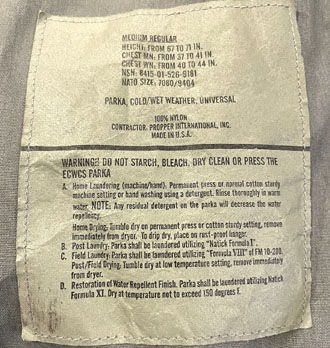 MEDIUM REGULAR
HEIGHT: FROM 67 TO 71 IN.
CHEST MN: FROM 37 TO 41 IN.
CHEST WN: FROM 40 TO 44 IN.
NSN: 8415-01-526-9181
NATO SIZE: 7080/9404
PARKA, COLD/WET WEATHER, UNIVERSAL
100% NYLON
CONTRACTOR. PROPPER INTERNATIONAL, INC.
MADE IN U.S.A.
WARNING!! DO NOT STARCH, BLEACH, DRY CLEAN OR PRESS THE
ECWCS PARKA
A. Home Laundering (machine/hand). Permanent press or normal cotton sturdy
machine setting or hand washing using a detergent. Rinse thoroughly in warm
water. NOTE: Any residual detergent on the parka will decrease the water
repellency.
Home Drying: Tumble dry on permanent press or cotton sturdy setting, remove
immediately from dryer. To drip dry, place on rust-proof hanger.
B. Post Laundry: Parka shall be laundered utilizing "Natick Formula I".
C. Field Laundry: Parka shall be laundered utilizing "Formula VIII" of FM 10-280.
Post/Field Drying: Tumble dry at low temperature setting, remove immediately
from dryer.
D. Restoration of Water Repellent Finish. Parka shall be laundered utilizing Natick
Formula XI. Dry at temperature not to exceed 150 degrees F.